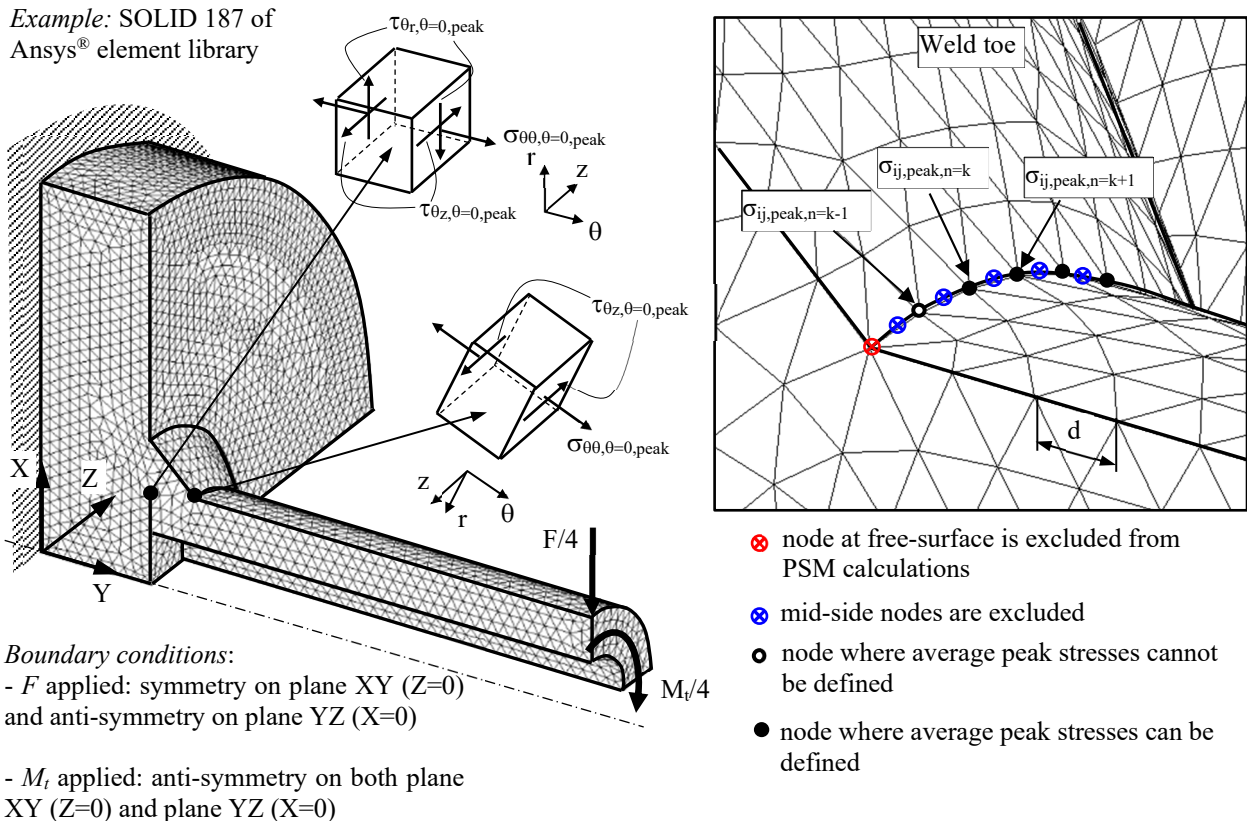 Example: SOLID 187 of
Ansys® element library
τθr,θ=0,peak
σθθ,θ=0,peak
τθz,θ=0,peak
r
z
θ
τθz,θ=0,peak
σθθ,θ=0,peak
z
r
θ
X
Z
Y
F/4
Mt/4
Boundary conditions:
- F applied: symmetry on plane XY (Z=0)
and anti-symmetry on plane YZ (X=0)
- Mt applied: anti-symmetry on both plane
XY (Z=0) and plane YZ (X=0)
Weld toe
σij,peak,n=k
σij,peak,n=k+1
σij,peak,n=k-1
d
node at free-surface is excluded from
PSM calculations
mid-side nodes are excluded
node where average peak stresses cannot
be defined
node where average peak stresses can be
defined